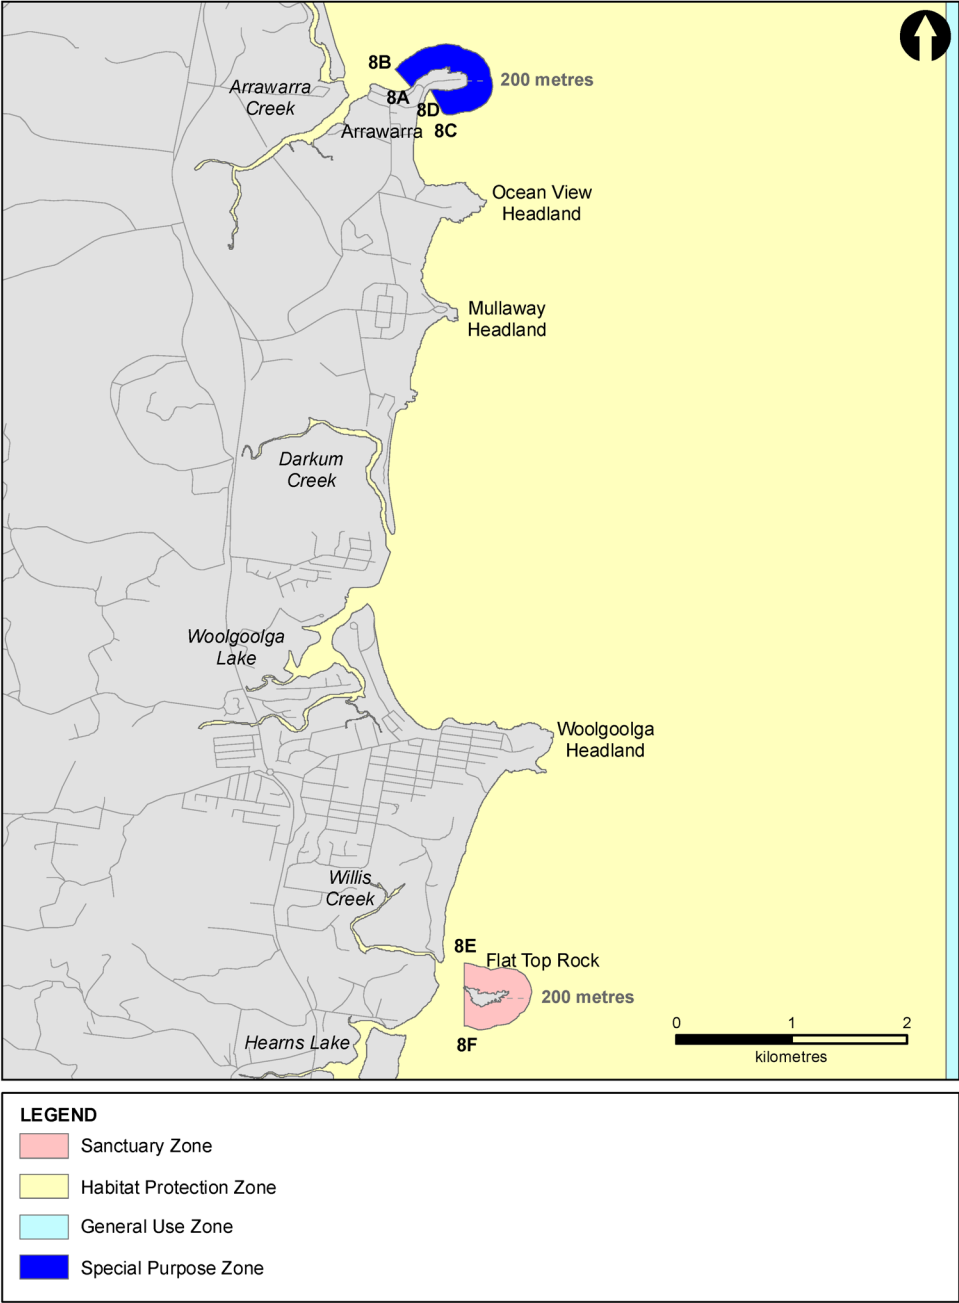 8B
200 metres
Arrawarra
Creek
8A
8D
Arrawarra
8C
Ocean View
Headland
Mullaway
Headland
Darkum
Creek
Woolgoolga
Lake
Woolgoolga
Headland
Willis
Creek
8E
Flat Top Rock
200 metres
8F
Hearns Lake
0 1 2
kilometres
LEGEND
Sanctuary Zone
Habitat Protection Zone
General Use Zone
Special Purpose Zone